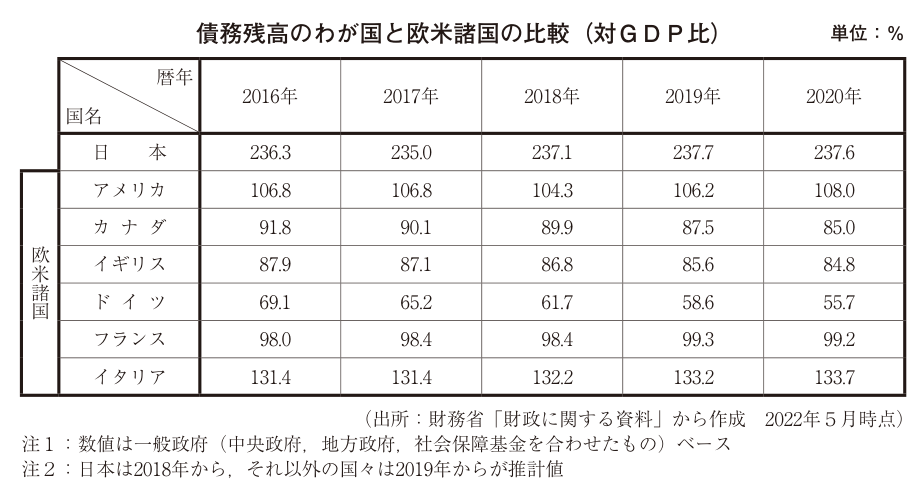 債務残高のわが国と欧米諸国の比較（対ＧＤＰ比） 単位：％
暦年
国名
2016年 2017年 2018年 2019年 2020年
日本 236.3 235.0 237.1 237.7 237.6
欧米諸国
アメリカ 106.8 106.8 104.3 106.2 108.0
カナダ 91.8 90.1 89.9 87.5 85.0
イギリス 87.9 87.1 86.8 85.6 84.8
ドイツ 69.1 65.2 61.7 58.6 55.7
フランス 98.0 98.4 98.4 99.3 99.2
イタリア 131.4 131.4 132.2 133.2 133.7
（出所：財務省「財政に関する資料」から作成　2022年５月時点）
注１：数値は一般政府（中央政府，地方政府，社会保障基金を合わせたもの）ベース
注２：日本は2018年から，それ以外の国々は2019年からが推計値